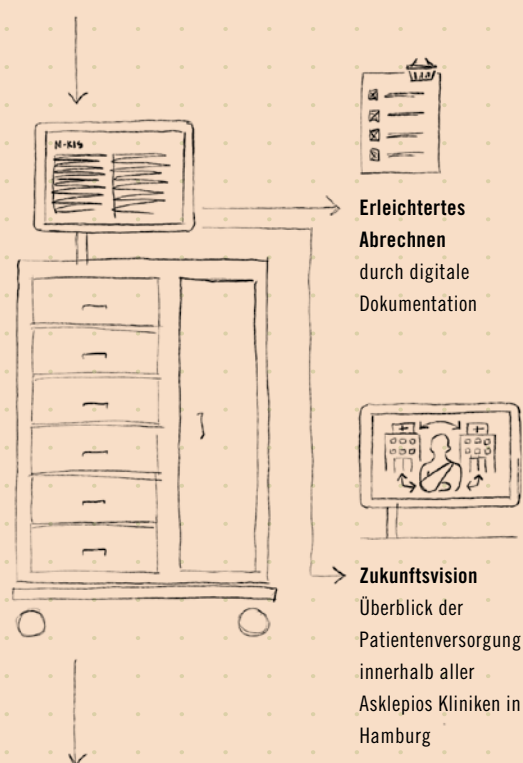 N-KIS
Erleichtertes
Abrechnen
durch digitale
Dokumentation
Zukunftsvision
Überblick der
Patientenversorgung
innerhalb aller
Asklepios Kliniken in
Hamburg